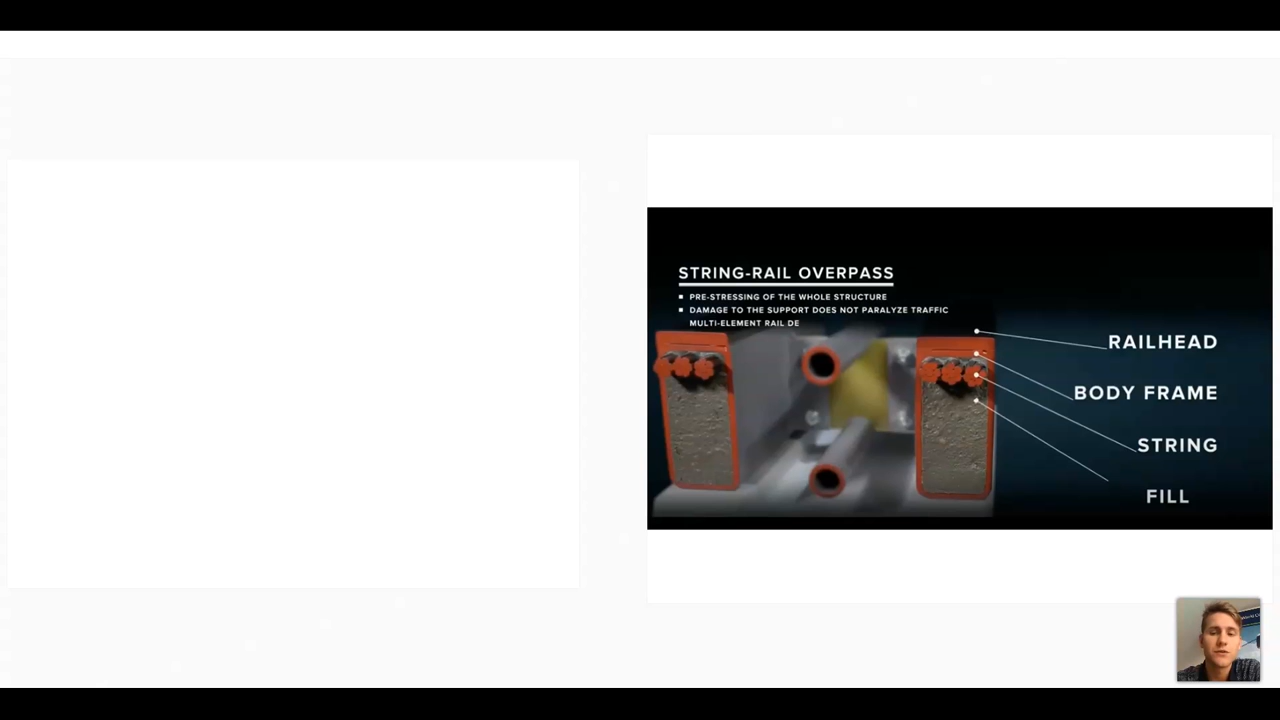 STRING-RAIL OVERPASS
▪ PRE-STRESSING OF THE WHOLE STRUCTURE
▪ DAMAGE TO THE SUPPORT DOES NOT PARALYZE TRAFFIC
MULTI-ELEMENT RAIL DE
RAILHEAD
BODY FRAME
STRING
FILL